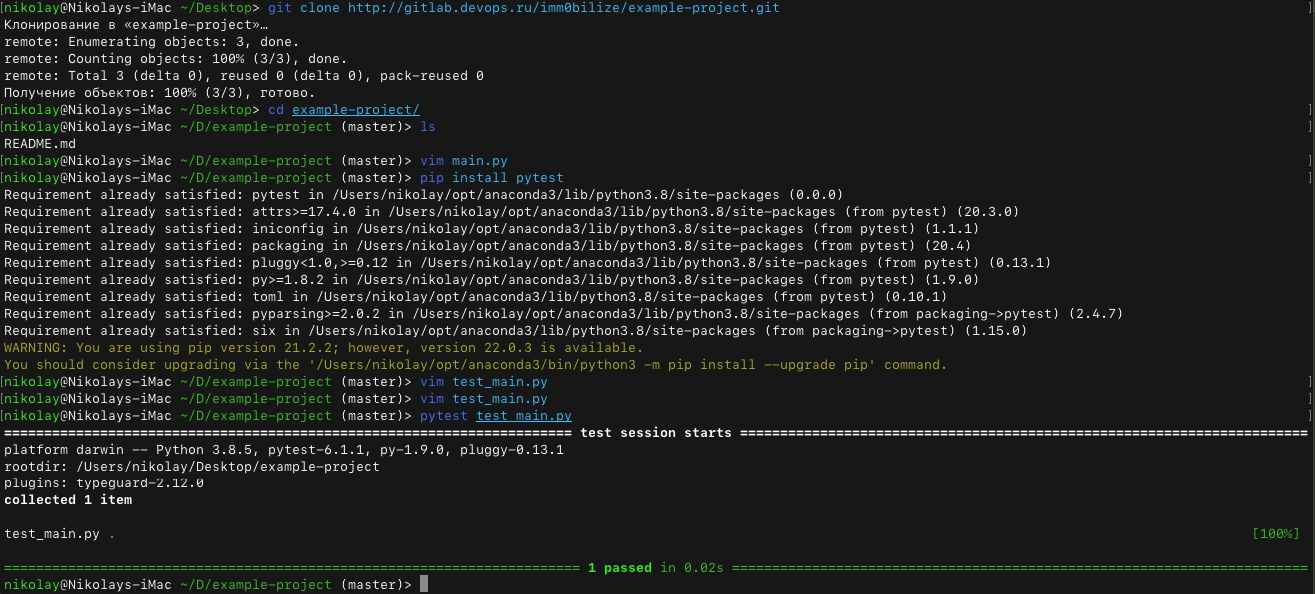 [nikolay@Nikolays-iMac ~/Desktop> git clone http://gitlab.devops.ru/imm0bilize/example-project.git ]
Клонирование в «example-project»…
remote: Enumerating objects: 3, done.
remote: Counting objects: 100% (3/3), done.
remote: Total 3 (delta 0), reused 0 (delta 0), pack-reused 0
Получение объектов: 100% (3/3), готово.
[nikolay@Nikolays-iMac ~/Desktop> cd example-project/ ]
[nikolay@Nikolays-iMac ~/D/example-project (master)> ls ]
README.md
[nikolay@Nikolays-iMac ~/D/example-project (master)> vim main.py ]
[nikolay@Nikolays-iMac ~/D/example-project (master)> pip install pytest ]
Requirement already satisfied: pytest in /Users/nikolay/opt/anaconda3/lib/python3.8/site-packages (0.0.0)
Requirement already satisfied: attrs>=17.4.0 in /Users/nikolay/opt/anaconda3/lib/python3.8/site-packages (from pytest) (20.3.0)
Requirement already satisfied: iniconfig in /Users/nikolay/opt/anaconda3/lib/python3.8/site-packages (from pytest) (1.1.1)
Requirement already satisfied: packaging in /Users/nikolay/opt/anaconda3/lib/python3.8/site-packages (from pytest) (20.4)
Requirement already satisfied: pluggy<1.0,>=0.12 in /Users/nikolay/opt/anaconda3/lib/python3.8/site-packages (from pytest) (0.13.1)
Requirement already satisfied: py>=1.8.2 in /Users/nikolay/opt/anaconda3/lib/python3.8/site-packages (from pytest) (1.9.0)
Requirement already satisfied: toml in /Users/nikolay/opt/anaconda3/lib/python3.8/site-packages (from pytest) (0.10.1)
Requirement already satisfied: pyparsing>=2.0.2 in /Users/nikolay/opt/anaconda3/lib/python3.8/site-packages (from packaging->pytest) (2.4.7)
Requirement already satisfied: six in /Users/nikolay/opt/anaconda3/lib/python3.8/site-packages (from packaging->pytest) (1.15.0)
WARNING: You are using pip version 21.2.2; however, version 22.0.3 is available.
You should consider upgrading via the '/Users/nikolay/opt/anaconda3/bin/python3 -m pip install --upgrade pip' command.
[nikolay@Nikolays-iMac ~/D/example-project (master)> vim test_main.py ]
[nikolay@Nikolays-iMac ~/D/example-project (master)> vim test_main.py ]
[nikolay@Nikolays-iMac ~/D/example-project (master)> pytest test_main.py ]
======================================================================= test session starts =======================================================================
platform darwin -- Python 3.8.5, pytest-6.1.1, py-1.9.0, pluggy-0.13.1
rootdir: /Users/nikolay/Desktop/example-project
plugins: typeguard-2.12.0
collected 1 item
test_main.py . [100%]
======================================================================== 1 passed in 0.02s ========================================================================
nikolay@Nikolays-iMac ~/D/example-project (master)>